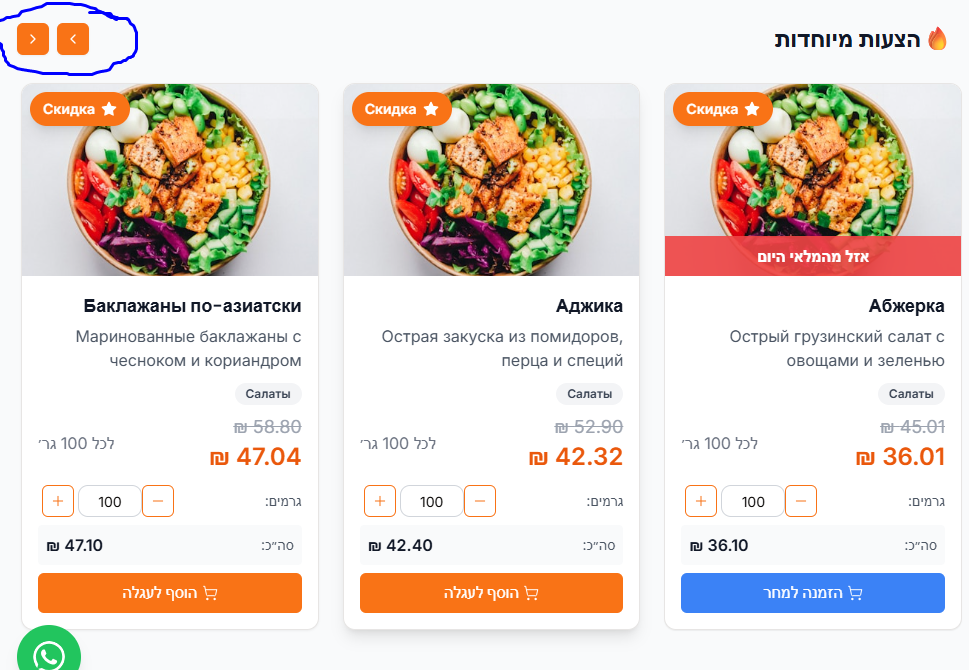 🔥 הצעות מיוחדות
Скидка
אזל מהמלאי היום
Абжерка
Острый грузинский салат с
овощами и зеленью
Салаты
45.01 ₪
36.01 ₪
לכל 100 גר׳
גרמים:
100
סה״כ:
36.10 ₪
הזמנה למחר
Скидка
Аджика
Острая закуска из помидоров,
перца и специй
Салаты
52.90 ₪
42.32 ₪
לכל 100 גר׳
גרמים:
100
סה״כ:
42.40 ₪
הוסף לעגלה
Скидка
Баклажаны по-азиатски
Маринованные баклажаны с
чесноком и кориандром
Салаты
58.80 ₪
47.04 ₪
לכל 100 גר׳
גרמים:
100
סה״כ:
47.10 ₪
הוסף לעגלה